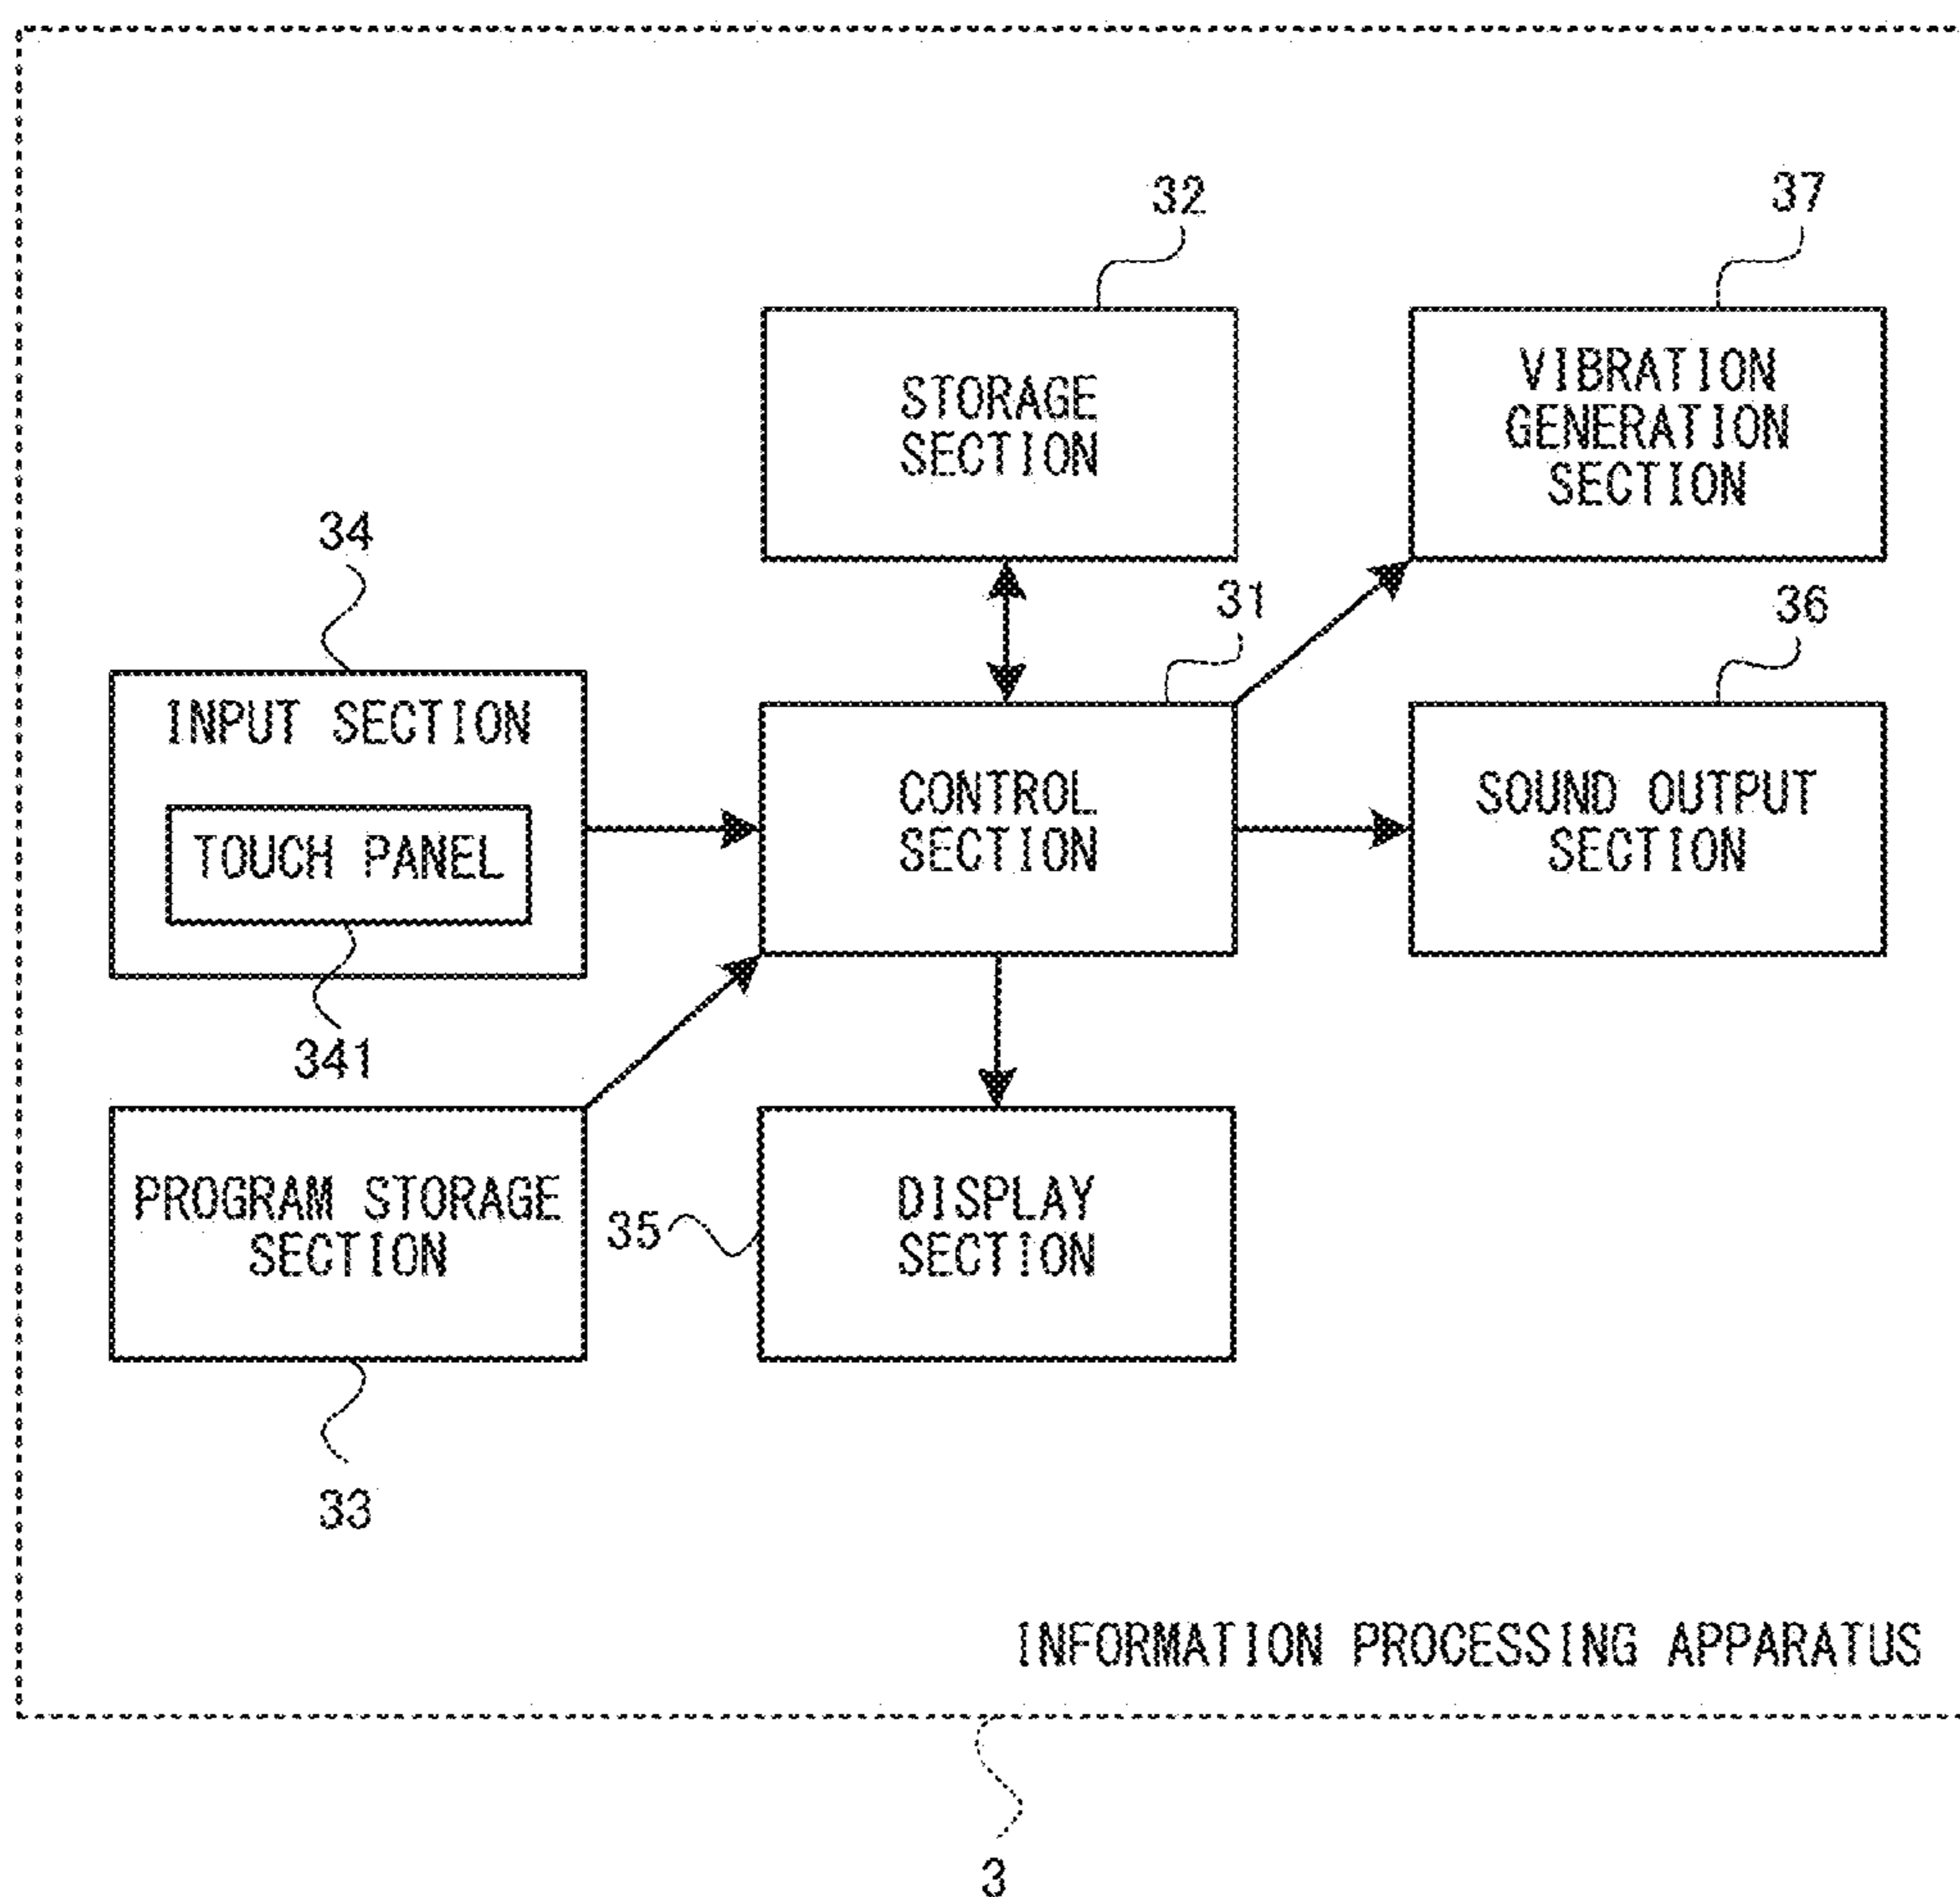 32
37
STORAGE
SECTION
VIBRATION
GENERATION
SECTION
34
31
36
INPUT SECTION
TOUCH PANEL
CONTROL
SECTION
SOUND OUTPUT
SECTION
341
PROGRAM STORAGE
SECTION
35
DISPLAY
SECTION
33
INFORMATION PROCESSING APPARATUS
3